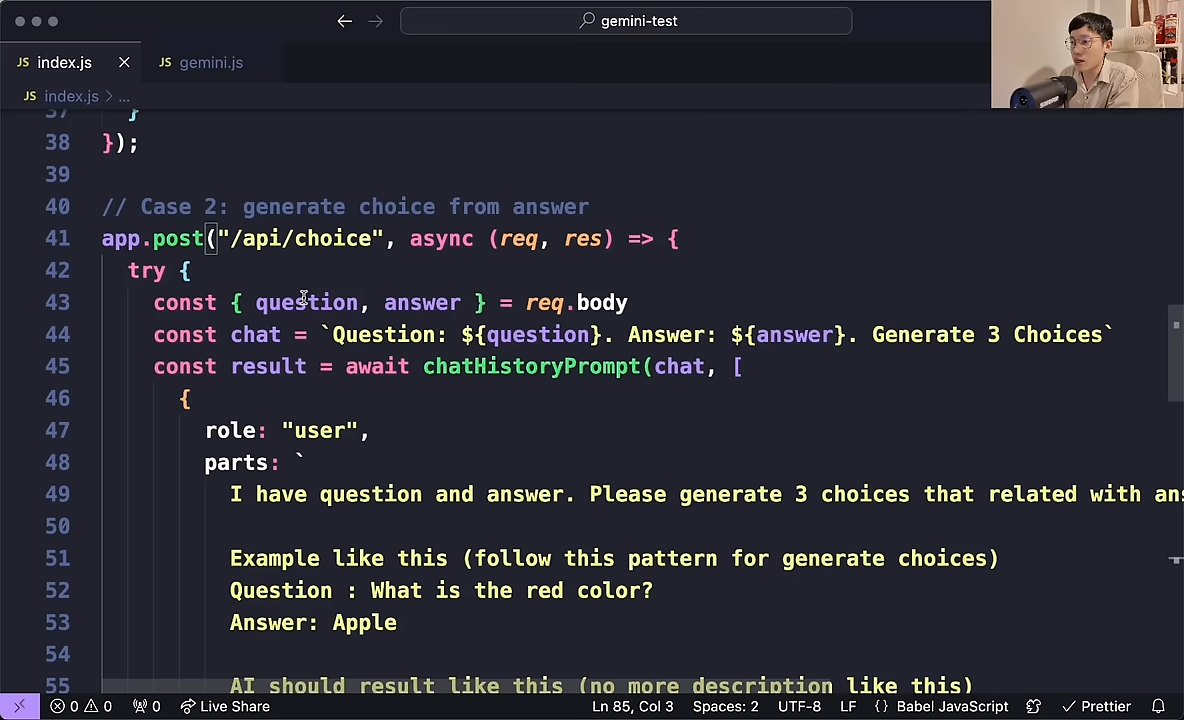 gemini-test
JS index.js
JS gemini.js
JS index.js > ...
37 }
38 });
39
40 // Case 2: generate choice from answer
41 app.post("/api/choice", async (req, res) => {
42 try {
43 const { question, answer } = req.body
44 const chat = `Question: ${question}. Answer: ${answer}. Generate 3 Choices`
45 const result = await chatHistoryPrompt(chat, [
46 {
47 role: "user",
48 parts: `
49 I have question and answer. Please generate 3 choices that related with ans
50
51 Example like this (follow this pattern for generate choices)
52 Question : What is the red color?
53 Answer: Apple
54
55 AI should result like this (no more description like this)
0 0 0 Live Share Ln 85, Col 3 Spaces: 2 UTF-8 LF {} Babel JavaScript Prettier